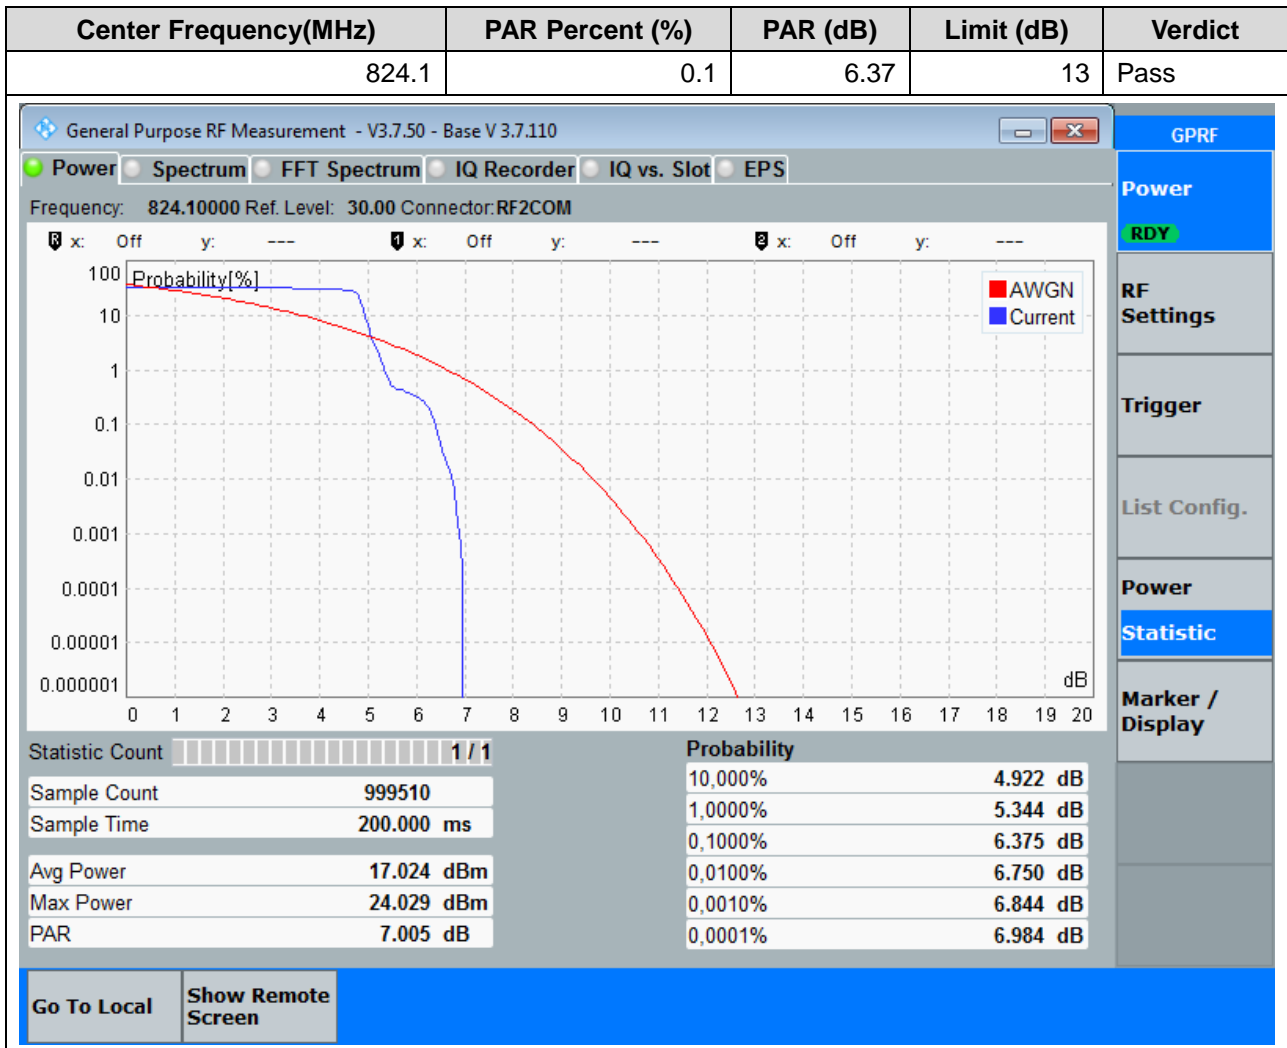 Center Frequency(MHz) PAR Percent (%) PAR (dB) Limit (dB) Verdict
824.1 0.1 6.37 13 Pass
General Purpose RF Measurement - V3.7.50 - Base V 3.7.110
GPRF
Power Spectrum FFT Spectrum IQ Recorder IQ vs. Slot EPS
Power
RDY
Frequency: 824.10000 Ref. Level: 30.00 Connector:RF2COM
R x: Off y: --- 1 x: Off y: --- 2 x: Off y: ---
Probability[%]
AWGN
Current
100
10
1
0.1
0.01
0.001
0.0001
0.00001
0.000001
dB
0 1 2 3 4 5 6 7 8 9 10 11 12 13 14 15 16 17 18 19 20
RF
Settings
Trigger
List Config.
Power
Statistic
Marker /
Display
Statistic Count 1 / 1
Sample Count 999510
Sample Time 200.000 ms
Avg Power 17.024 dBm
Max Power 24.029 dBm
PAR 7.005 dB
Probability
10,000% 4.922 dB
1,0000% 5.344 dB
0,1000% 6.375 dB
0,0100% 6.750 dB
0,0010% 6.844 dB
0,0001% 6.984 dB
Go To Local
Show Remote
Screen